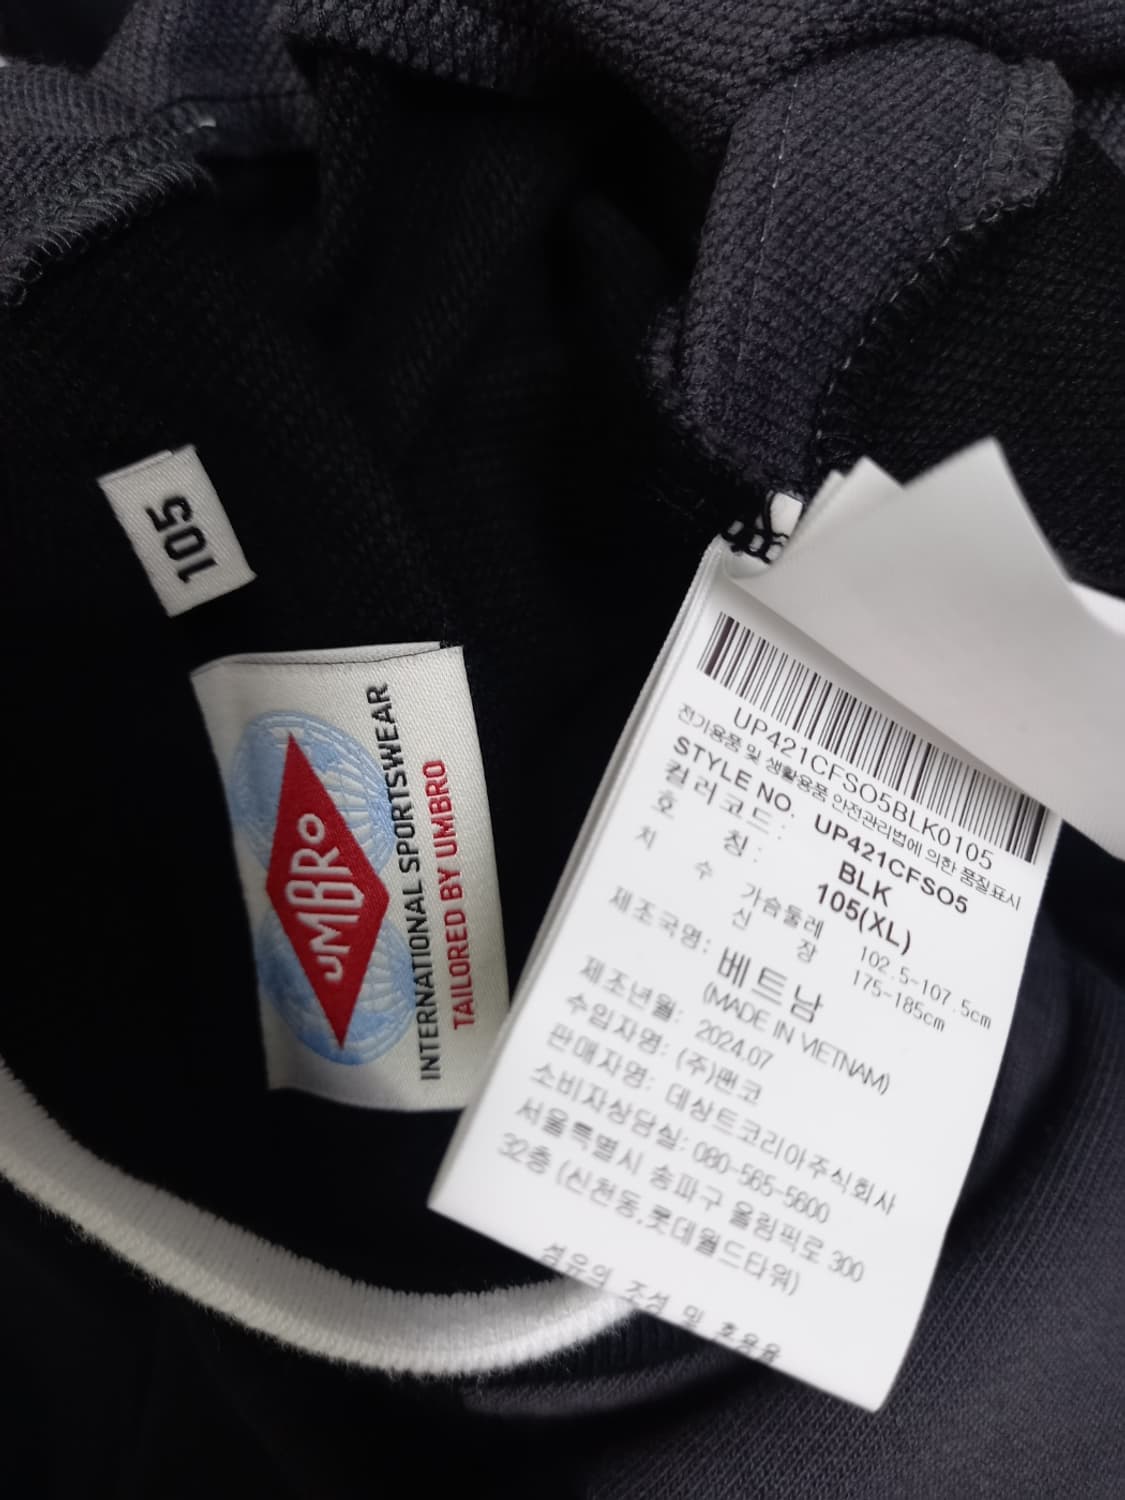 105
UMBRO
INTERNATIONAL SPORTSWEAR
TAILORED BY UMBRO
UP421CFSO5BLK0105
전기용품 및 생활용품 안전관리법에 의한 품질표시
STYLE NO. UP421CFSO5
컬러코드: BLK
호 칭: 105(XL)
치 수 가슴둘레 102.5-107.5cm
신 장 175-185cm
제조국명: 베트남
(MADE IN VIETNAM)
제조년월: 2024.07
수입자명: (주)팬코
판매자명: 데상트코리아주식회사
소비자상담실: 080-565-5600
서울특별시 송파구 올림픽로 300
32층 (신천동,롯데월드타워)
섬유의 조성 및 혼용율